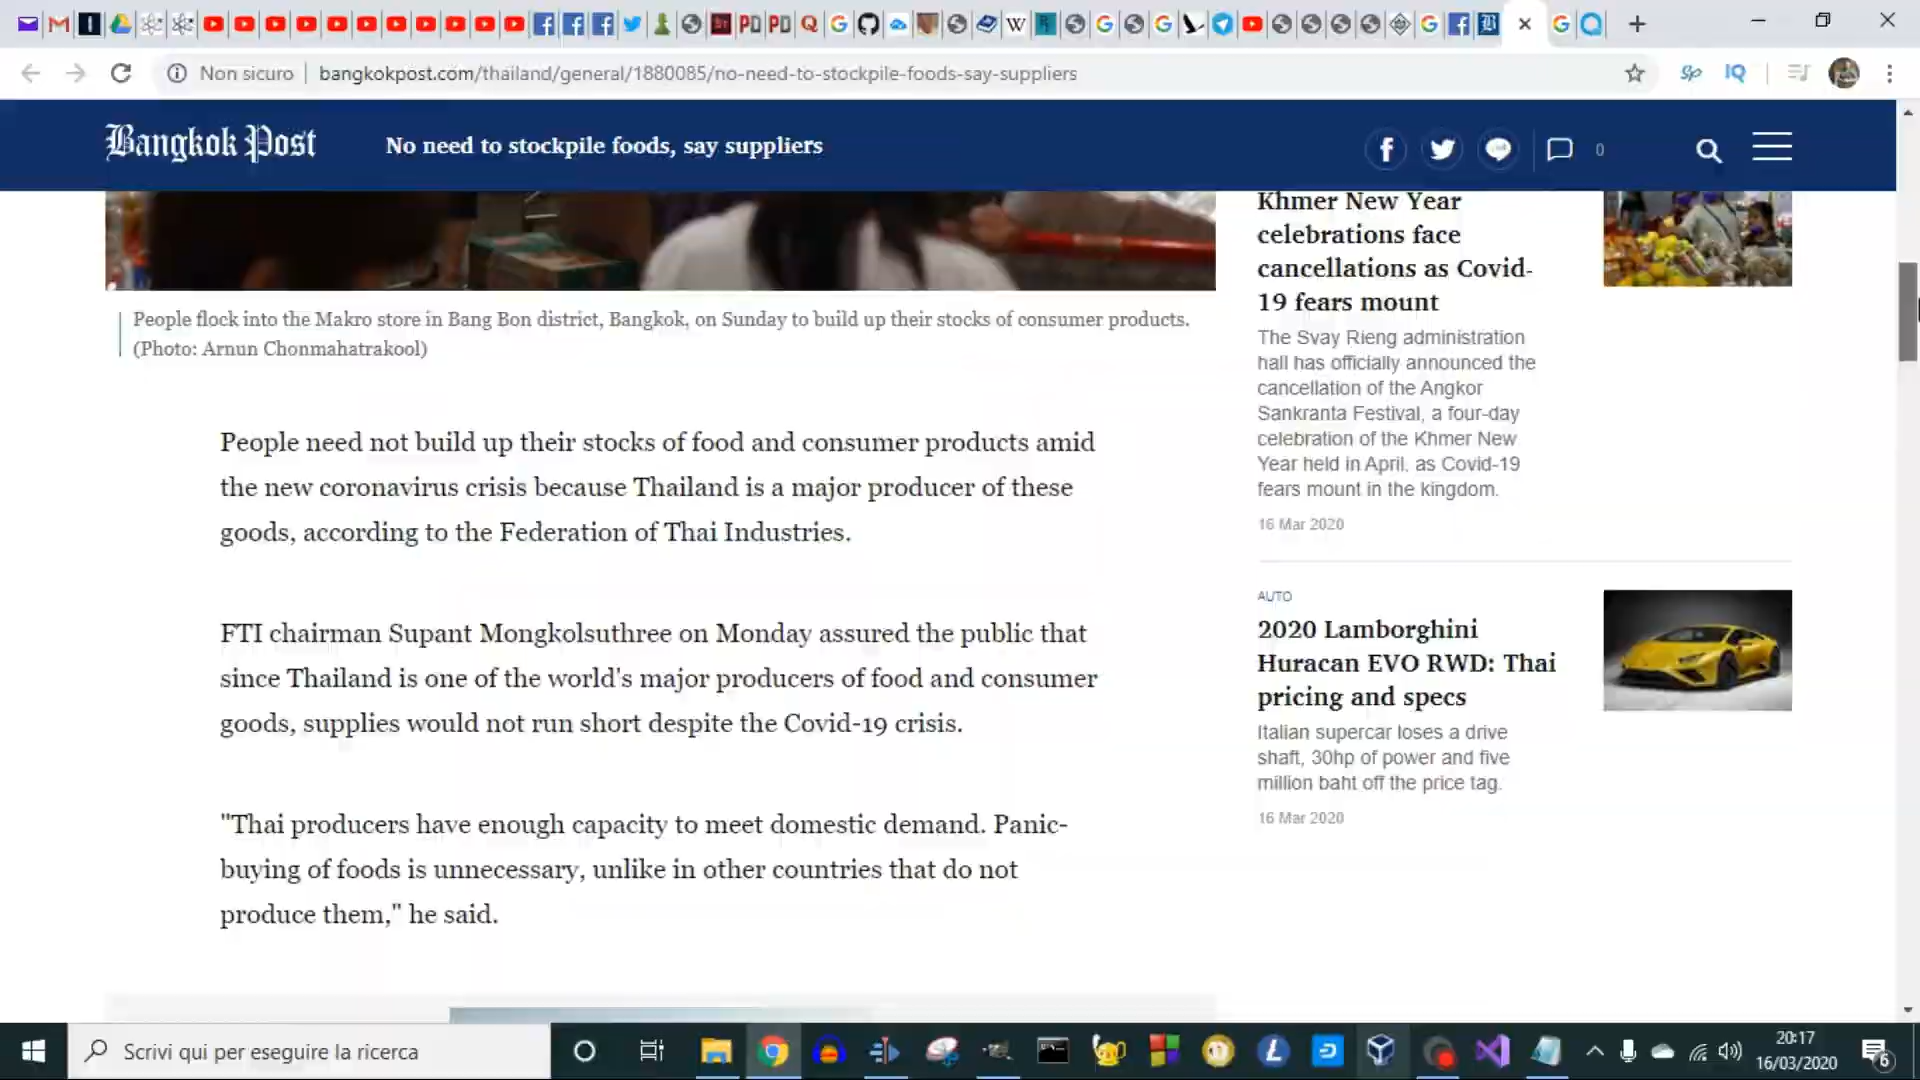 Non sicuro
bangkokpost.com/thailand/general/1880085/no-need-to-stockpile-foods-say-suppliers
Bangkok Post
No need to stockpile foods, say suppliers
0
People flock into the Makro store in Bang Bon district, Bangkok, on Sunday to build up their stocks of consumer products.
(Photo: Arnun Chonmahatrakool)
People need not build up their stocks of food and consumer products amid
the new coronavirus crisis because Thailand is a major producer of these
goods, according to the Federation of Thai Industries.
FTI chairman Supant Mongkolsuthree on Monday assured the public that
since Thailand is one of the world's major producers of food and consumer
goods, supplies would not run short despite the Covid-19 crisis.
"Thai producers have enough capacity to meet domestic demand. Panic-
buying of foods is unnecessary, unlike in other countries that do not
produce them," he said.
Khmer New Year
celebrations face
cancellations as Covid-
19 fears mount
The Svay Rieng administration
hall has officially announced the
cancellation of the Angkor
Sankranta Festival, a four-day
celebration of the Khmer New
Year held in April, as Covid-19
fears mount in the kingdom.
16 Mar 2020
AUTO
2020 Lamborghini
Huracan EVO RWD: Thai
pricing and specs
Italian supercar loses a drive
shaft, 30hp of power and five
million baht off the price tag.
16 Mar 2020
Scrivi qui per eseguire la ricerca
20:17
16/03/2020
6